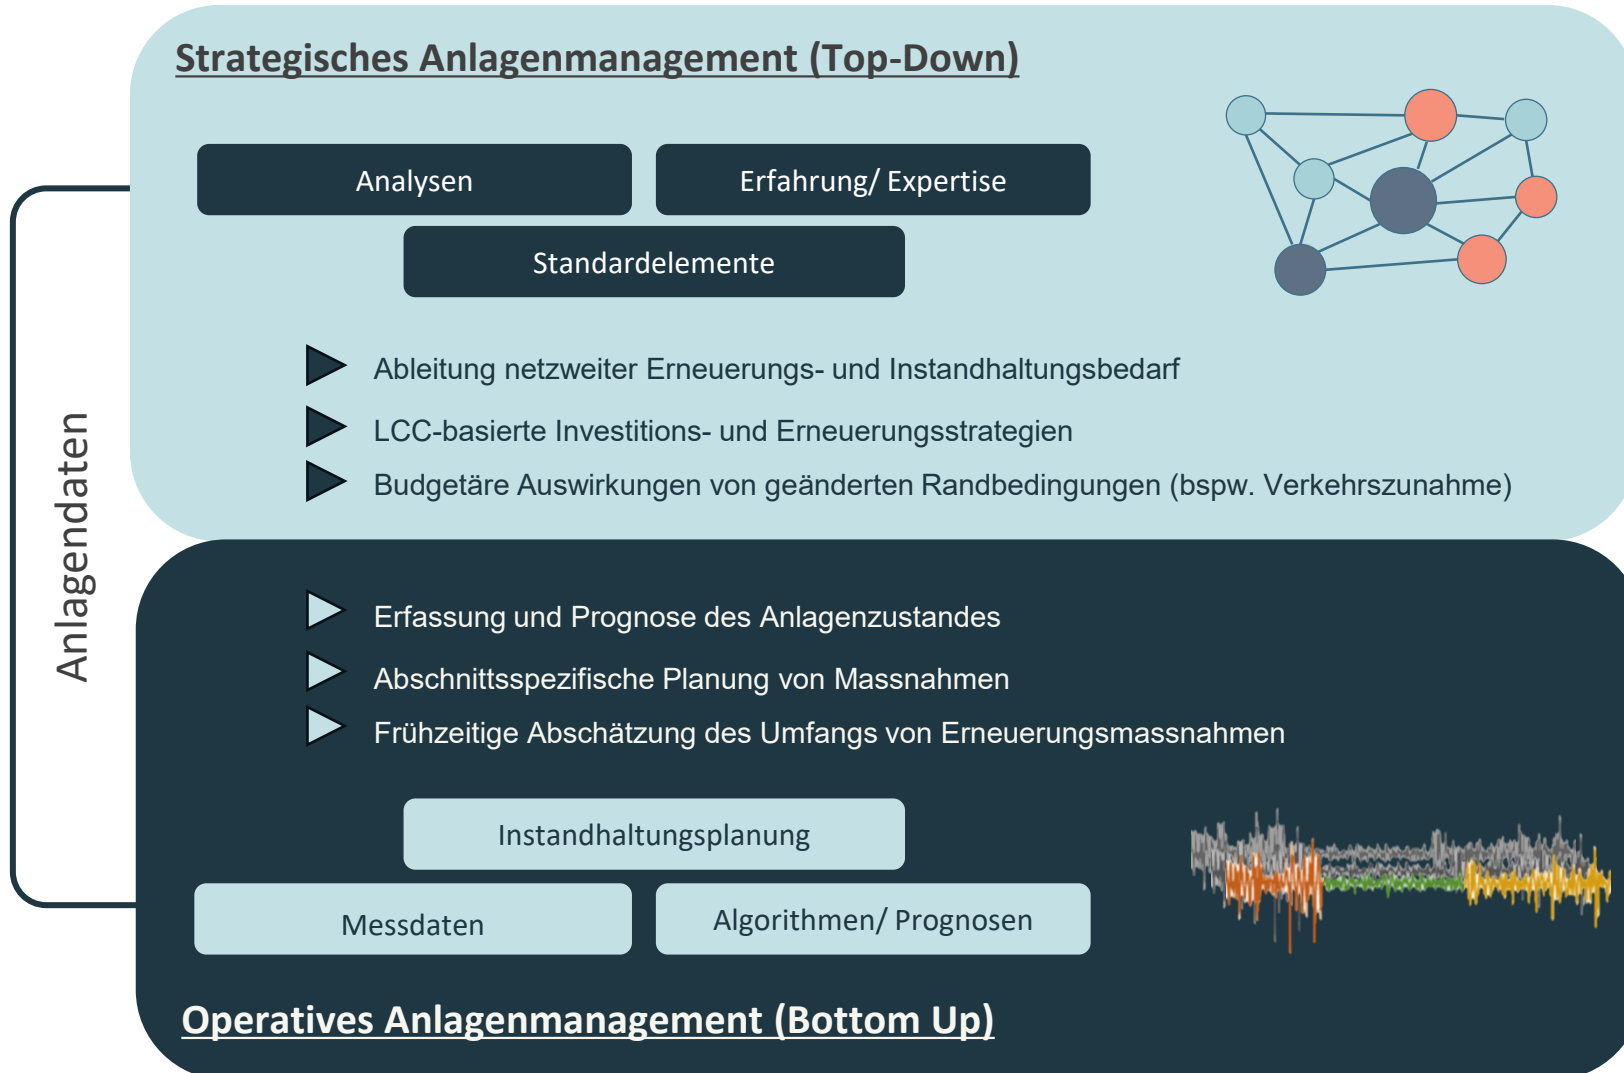 Strategisches Anlagenmanagement (Top-Down)
Analysen
Erfahrung/ Expertise
Standardelemente
Ableitung netzweiter Erneuerungs- und Instandhaltungsbedarf
LCC-basierte Investitions- und Erneuerungsstrategien
Budgetäre Auswirkungen von geänderten Randbedingungen (bspw. Verkehrszunahme)
Anlagendaten
Erfassung und Prognose des Anlagenzustandes
Abschnittsspezifische Planung von Massnahmen
Frühzeitige Abschätzung des Umfangs von Erneuerungsmassnahmen
Instandhaltungsplanung
Messdaten
Algorithmen/ Prognosen
Operatives Anlagenmanagement (Bottom Up)